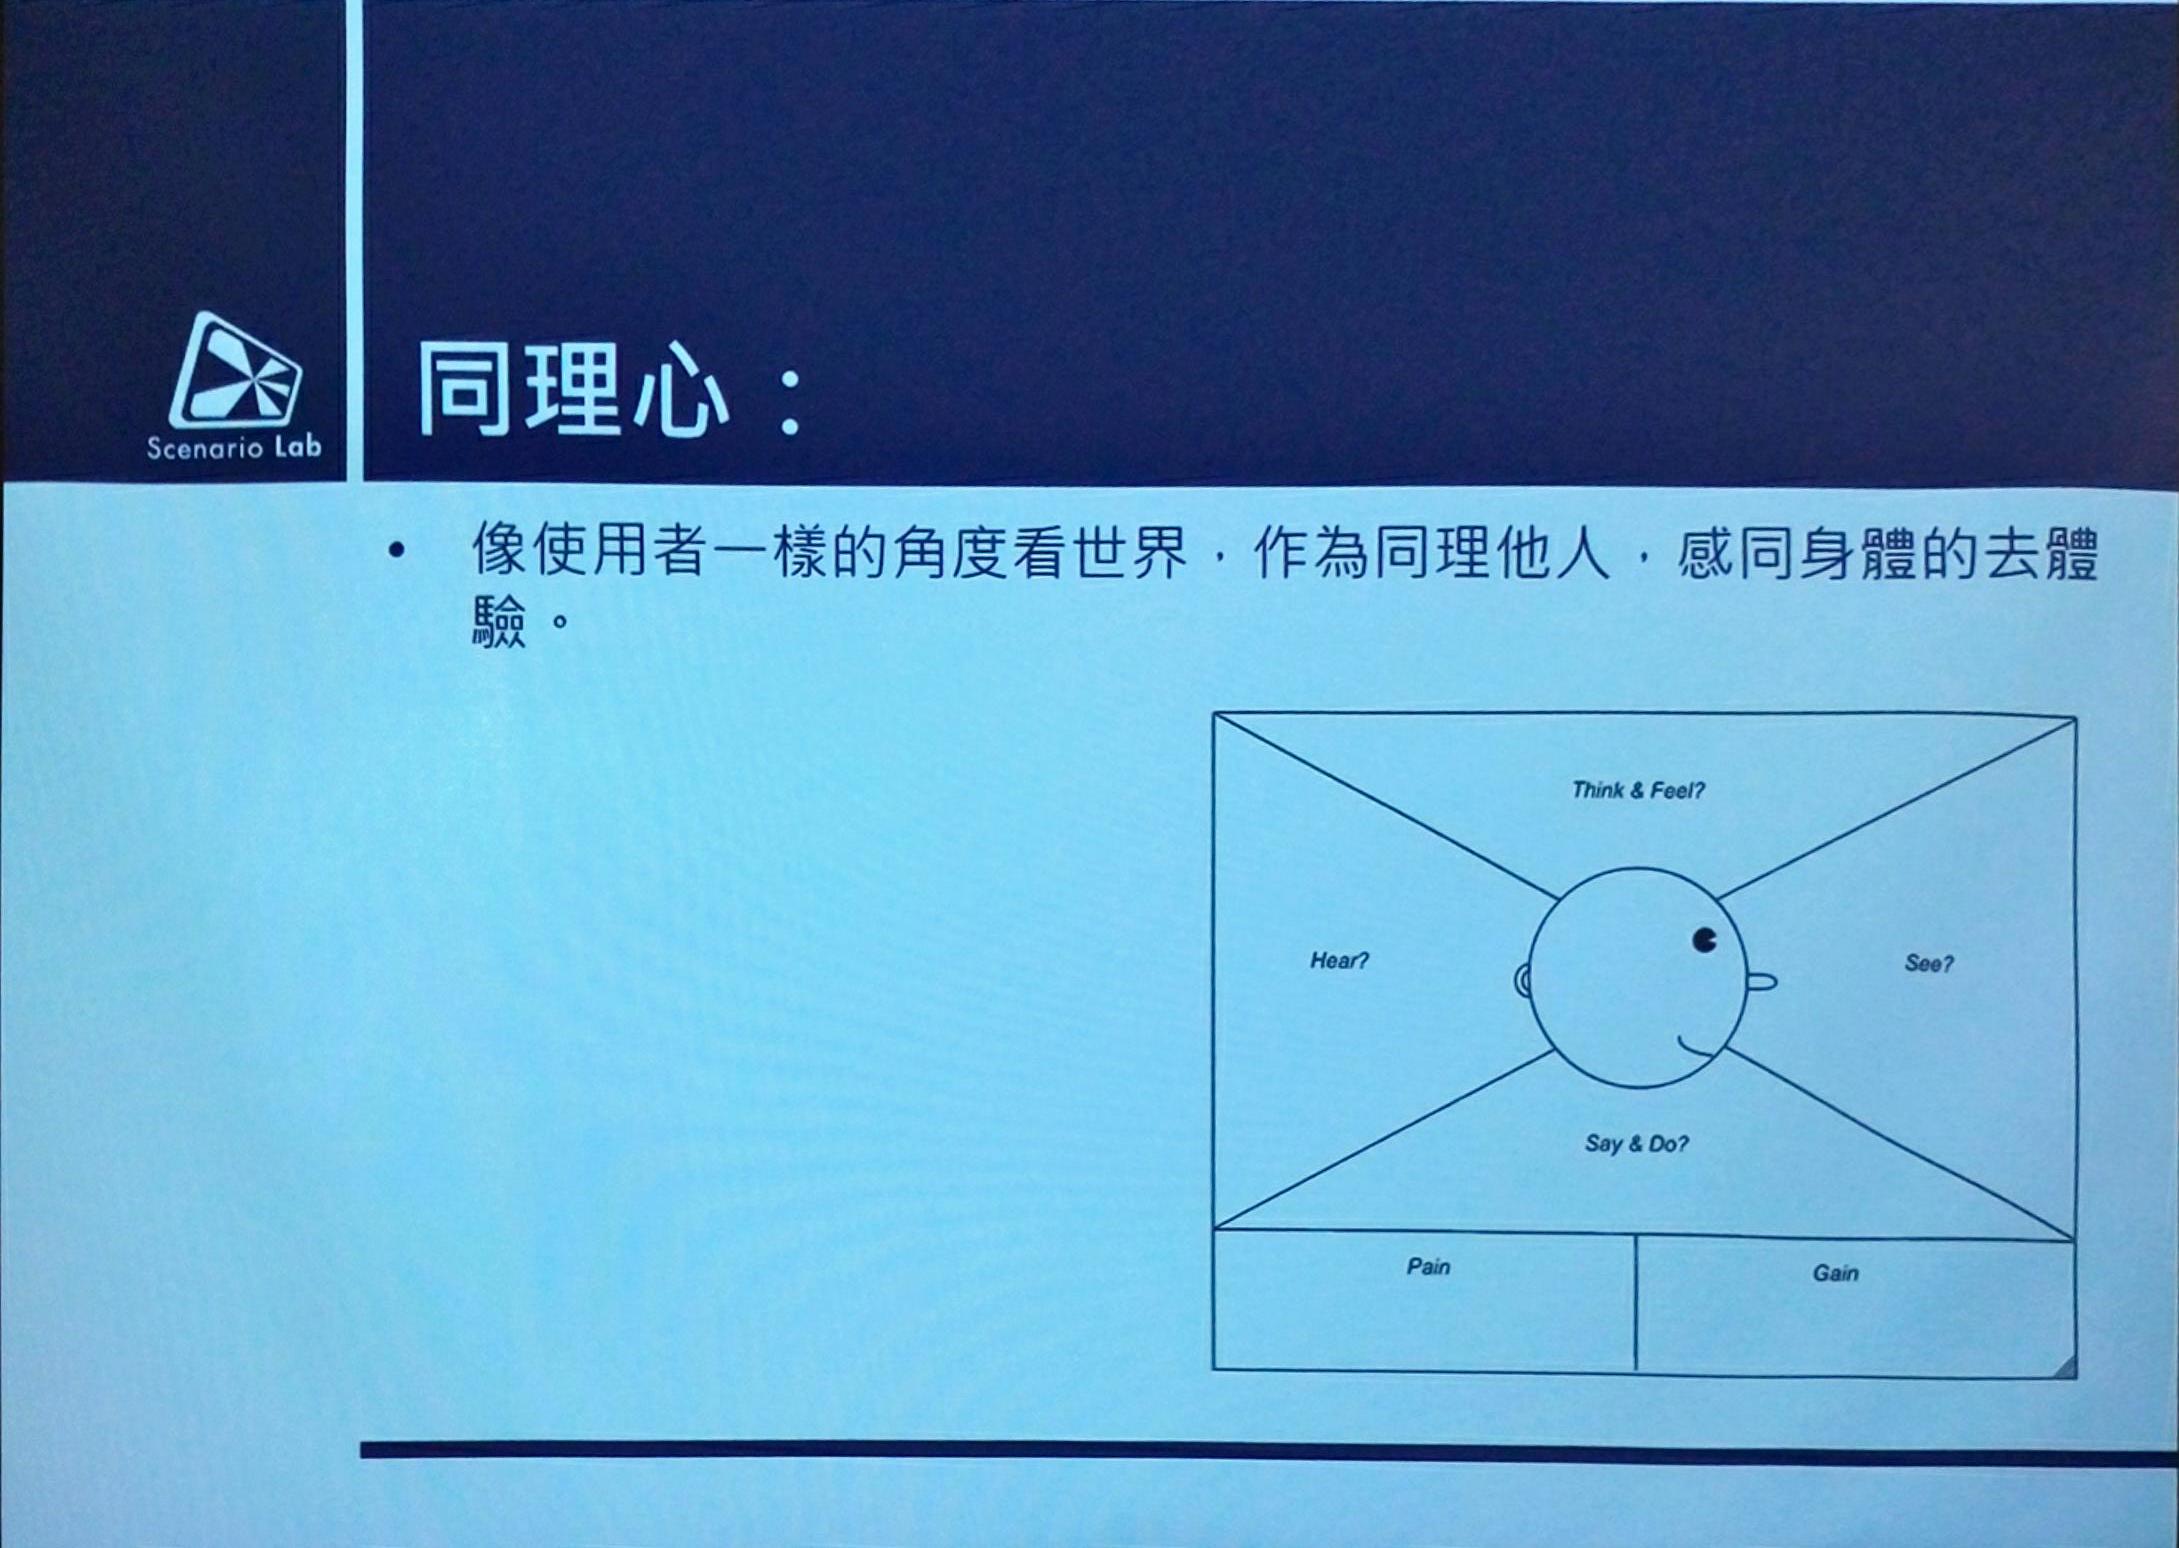 Scenario Lab
同理心：
• 像使用者一樣的角度看世界，作為同理他人，感同身體的去體
驗。
Think & Feel?
Hear?
See?
Say & Do?
Pain
Gain